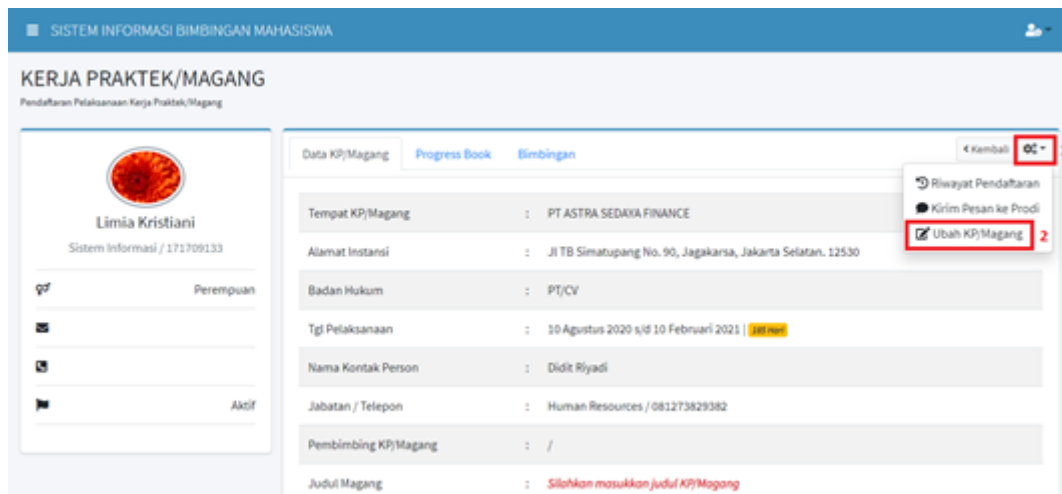 SISTEM INFORMASI BIMBINGAN MAHASISWA
KERJA PRAKTEK/MAGANG
Pendaftaran Pelaksanaan Kerja Praktek/Magang
Limia Kristiani
Sistem Informasi / 171709133
Perempuan
Aktif
Data KP/Magang Progress Book Bimbingan
Kembali
Riwayat Pendaftaran
Kirim Pesan ke Prodi
Ubah KP/Magang 2
Tempat KP/Magang : PT ASTRA SEDAYA FINANCE
Alamat Instansi : Jl TB Simatupang No. 90, Jagakarsa, Jakarta Selatan. 12530
Badan Hukum : PT/CV
Tgl Pelaksanaan : 10 Agustus 2020 s/d 10 Februari 2021 | 185 Hari
Nama Kontak Person : Didit Riyadi
Jabatan / Telepon : Human Resources / 081273829382
Pembimbing KP/Magang : /
Judul Magang : Silahkan masukkan judul KP/Magang